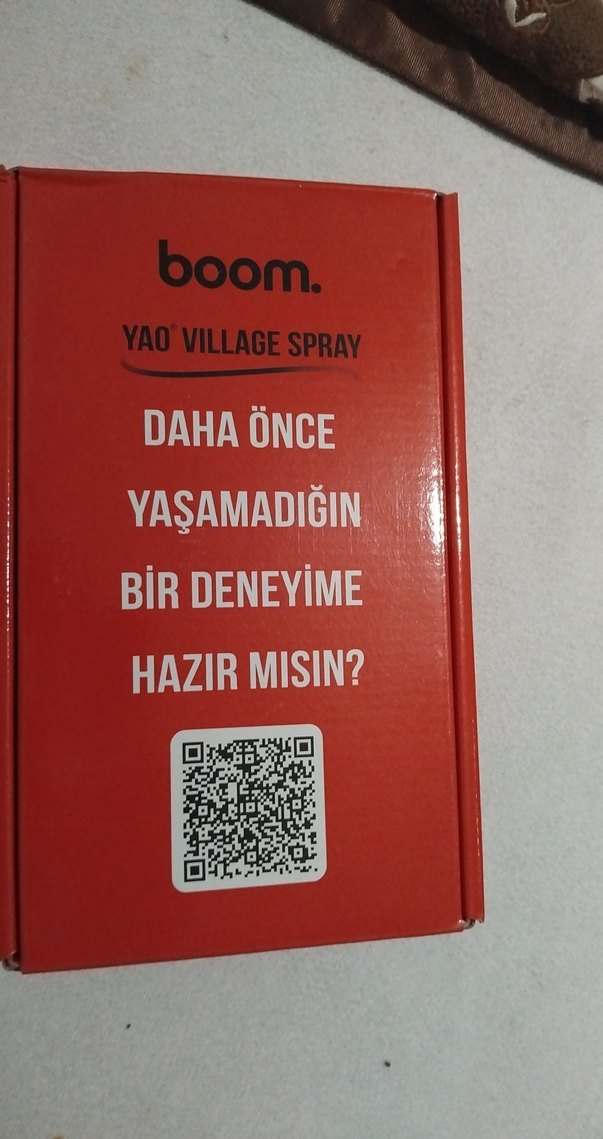 boom.
YAO® VILLAGE SPRAY
DAHA ÖNCE
YAŞAMADIĞIN
BİR DENEYİME
HAZIR MISIN?